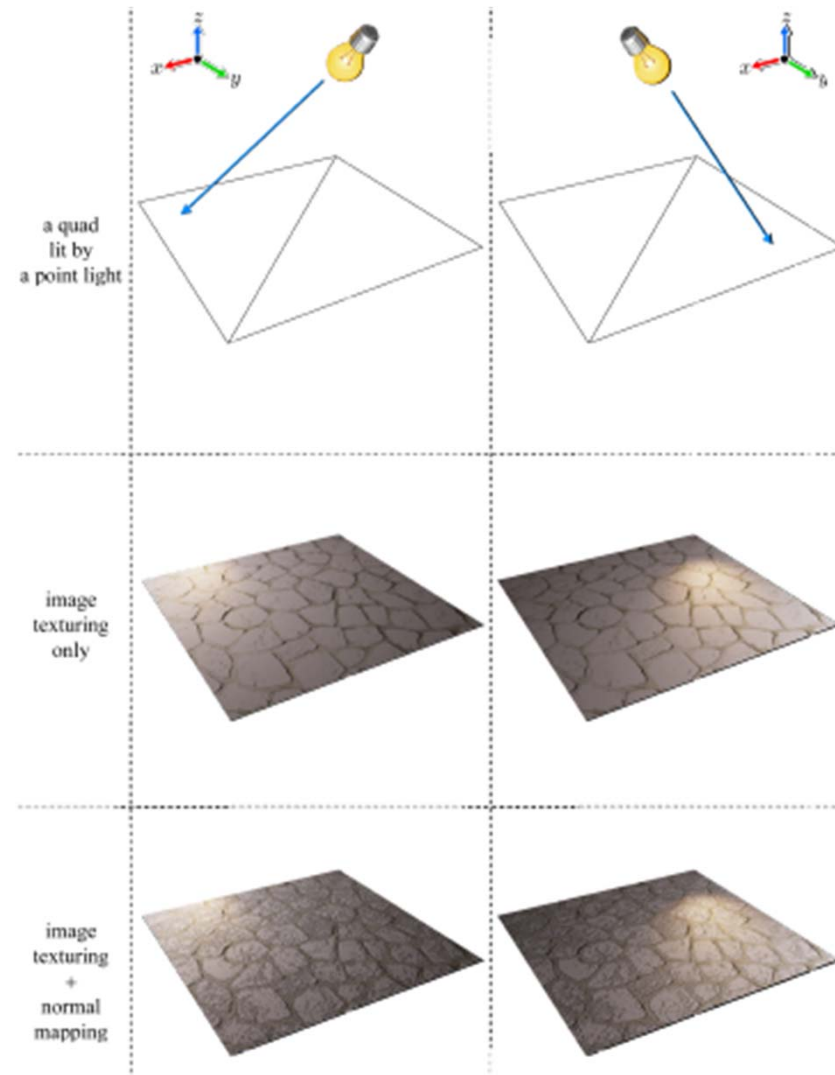 z
x
y
z
x
y
a quad
lit by
a point light
image
texturing
only
image
texturing
+
normal
mapping